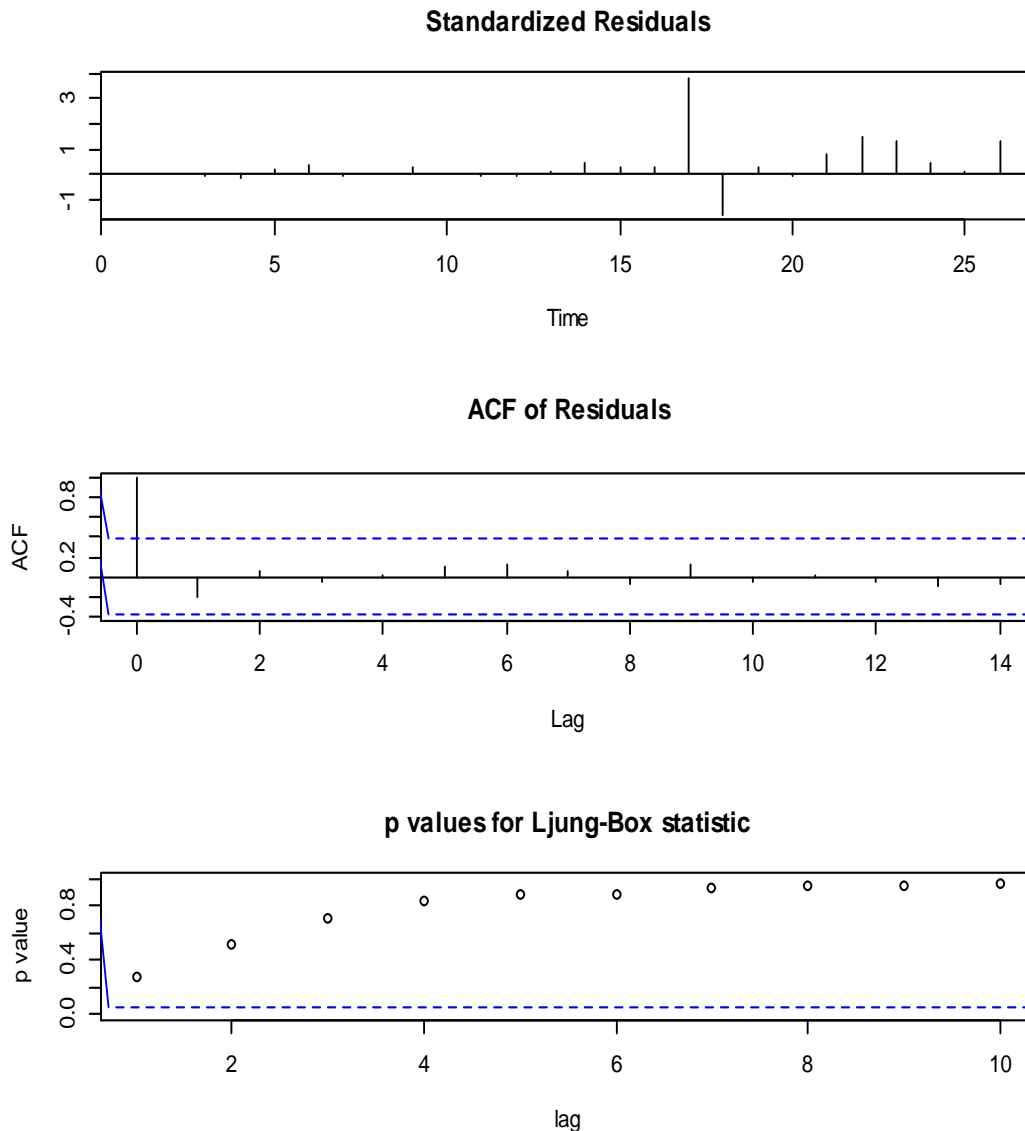 Standardized Residuals
3
1
-1
0 5 10 15 20 25
Time
ACF of Residuals
ACF
0.8
0.2
-0.4
0 2 4 6 8 10 12 14
Lag
p values for Ljung-Box statistic
p value
0.8
0.4
0.0
2 4 6 8 10
lag